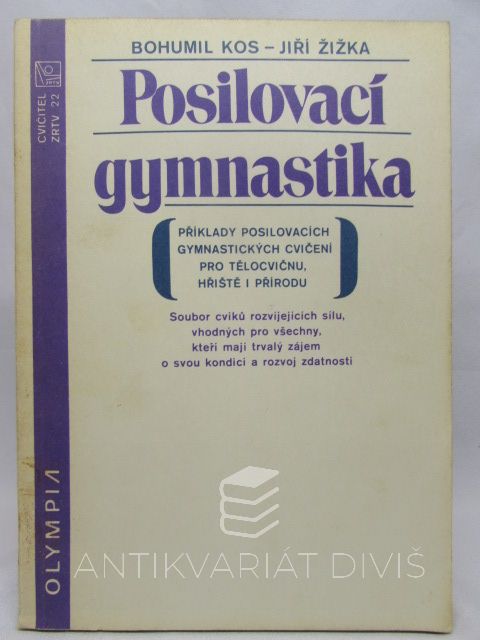 BOHUMIL KOS – JIŘÍ ŽIŽKA
Posilovací
gymnastika
PŘÍKLADY POSILOVACÍCH
GYMNASTICKÝCH CVIČENÍ
PRO TĚLOCVIČNU,
HŘIŠTĚ I PŘÍRODU
Soubor cviků rozvíjejících sílu,
vhodných pro všechny,
kteří mají trvalý zájem
o svou kondici a rozvoj zdatnosti
CVIČITEL
ZRTV 22
OLYMPIA
ANTIKVARIÁT DIVIŠ